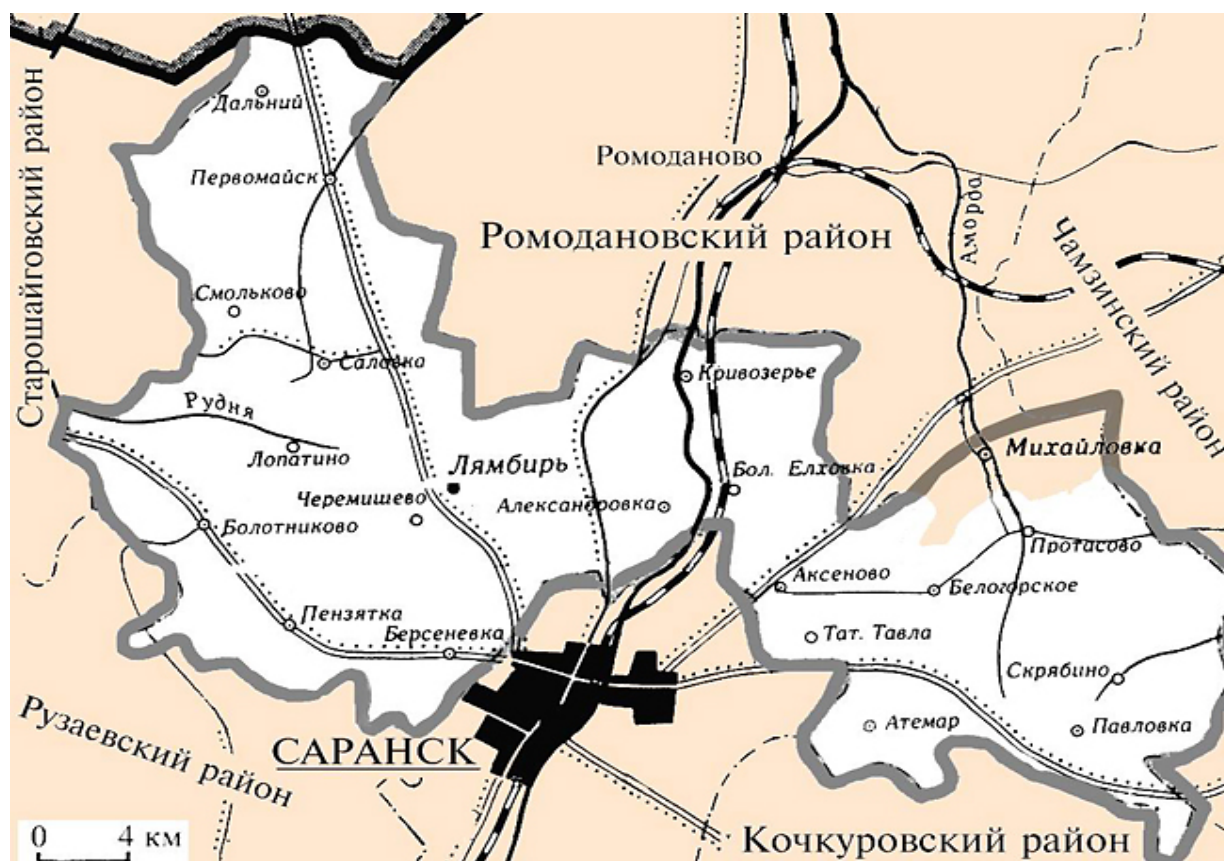 Старошайговский район
Дальний
Первомайск
Ромоданово
Ромодановский район
Аморда
Чамзинский район
Смольково
Саловка
Кривозерье
Рудня
Лопатино
Лямбирь
Бол. Елховка
Михайловка
Черемишево
Александровка
Болотниково
Протасово
Аксеново
Белогорское
Пензятка
Берсеневка
Тат. Тавла
Скрябино
Рузаевский район
САРАНСК
Атемар
Павловка
0 4 км
Кочкуровский район